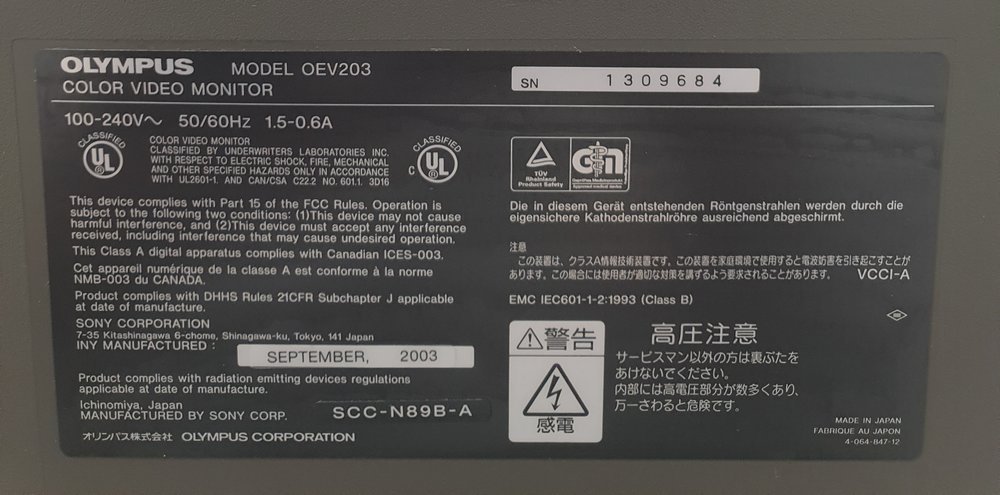 OLYMPUS MODEL OEV203
COLOR VIDEO MONITOR
SN 1309684
100-240V～ 50/60Hz 1.5-0.6A
CLASSIFIED
UL
COLOR VIDEO MONITOR
CLASSIFIED BY UNDERWRITERS LABORATORIES INC.
WITH RESPECT TO ELECTRIC SHOCK, FIRE, MECHANICAL
AND OTHER SPECIFIED HAZARDS ONLY IN ACCORDANCE
WITH UL2601-1. AND CAN/CSA C22.2 NO. 601.1. 3D16
CLASSIFIED
C UL
This device complies with Part 15 of the FCC Rules. Operation is
subject to the following two conditions: (1)This device may not cause
harmful interference, and (2)This device must accept any interference
received, including interference that may cause undesired operation.
This Class A digital apparatus complies with Canadian ICES-003.
Cet appareil numérique de la classe A est conforme à la norme
NMB-003 du CANADA.
Product complies with DHHS Rules 21CFR Subchapter J applicable
at date of manufacture.
SONY CORPORATION
7-35 Kitashinagawa 6-chome, Shinagawa-ku, Tokyo, 141 Japan
INY MANUFACTURED :
SEPTEMBER, 2003
Product complies with radiation emitting devices regulations
applicable at date of manufacture.
Ichinomiya, Japan
MANUFACTURED BY SONY CORP.
SCC-N89B-A
オリンパス株式会社 OLYMPUS CORPORATION
TÜV
Rheinland
Product Safety
Geprüftes Medizinprodukt
Approved medical device
Die in diesem Gerät entstehenden Röntgenstrahlen werden durch die
eigensichere Kathodenstrahlröhre ausreichend abgeschirmt.
注意
この装置は、クラスA情報技術装置です。この装置を家庭環境で使用すると電波妨害を引き起こすことが
あります。この場合には使用者が適切な対策を講ずるよう要求されることがあります。 VCCI-A
EMC IEC601-1-2:1993 (Class B)
警告
感電
高圧注意
サービスマン以外の方は裏ぶたを
あけないでください。
内部には高電圧部分が数多くあり、
万一さわると危険です。
MADE IN JAPAN
FABRIQUE AU JAPON
4-064-847-12